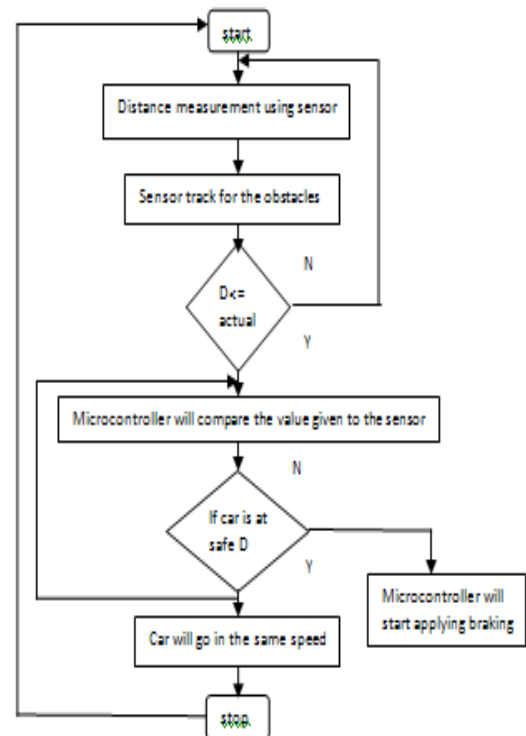 start
Distance measurement using sensor
Sensor track for the obstacles
N
D<=
actual
Y
Microcontroller will compare the value given to the sensor
N
If car is at
safe D
Y
Microcontroller will
start applying braking
Car will go in the same speed
stop